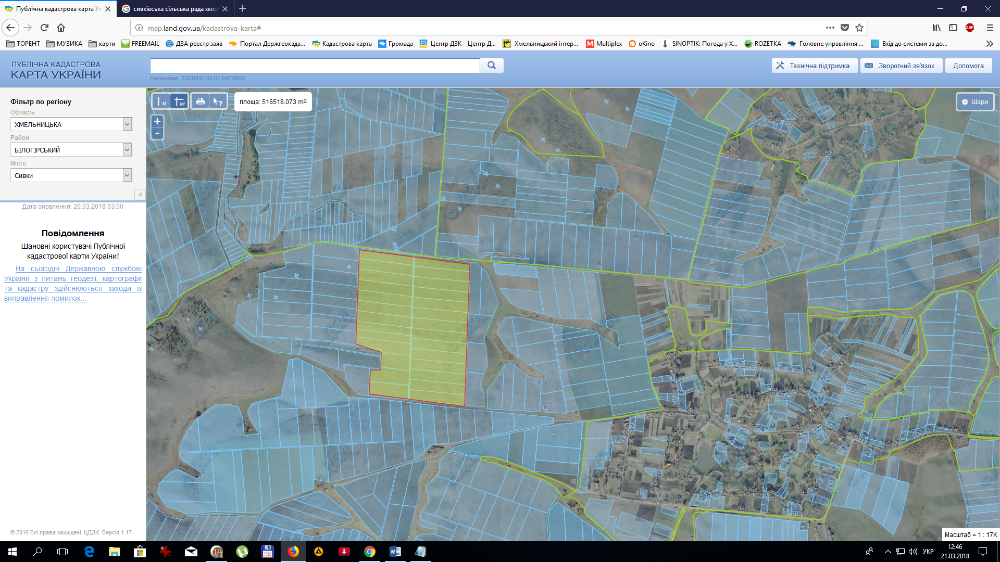 Публічна кадастрова карта Ук
сивківська сільська рада хмел
map.land.gov.ua/kadastrova-karta#
ТОРЕНТ
МУЗИКА
карти
FREEMAIL
ДЗА реестр заяв
Портал Держгеокада...
Кадастрова карта
Громада
Центр ДЗК – Центр Д...
Хмельницький інтер...
Multiplex
oKino
SINOPTIK: Погода у Х...
ROZETKA
Головне управління ...
Вхід до системи за до...
ABP
ПУБЛІЧНА КАДАСТРОВА
КАРТА УКРАЇНИ
Наприклад: 3221655100:01:047:0052
Технічна підтримка
Зворотний зв'язок
Допомога
Фільтр по регіону
Область
ХМЕЛЬНИЦЬКА
Район
БІЛОГІРСЬКИЙ
Місто
Сивки
М
М²
площа: 516518.073 m2
Шари
+
-
Дата оновлення: 20.03.2018 03:00
Повідомлення
Шановні користувачі Публічної
кадастрової карти України!
На сьогодні Державною службою
України з питань геодезії, картографії
та кадастру здійснюються заходи із
виправлення помилок...
© 2016 Всі права захищені. ЦДЗК. Версія 1.17.
Масштаб = 1 : 17K
УКР
12:46
21.03.2018